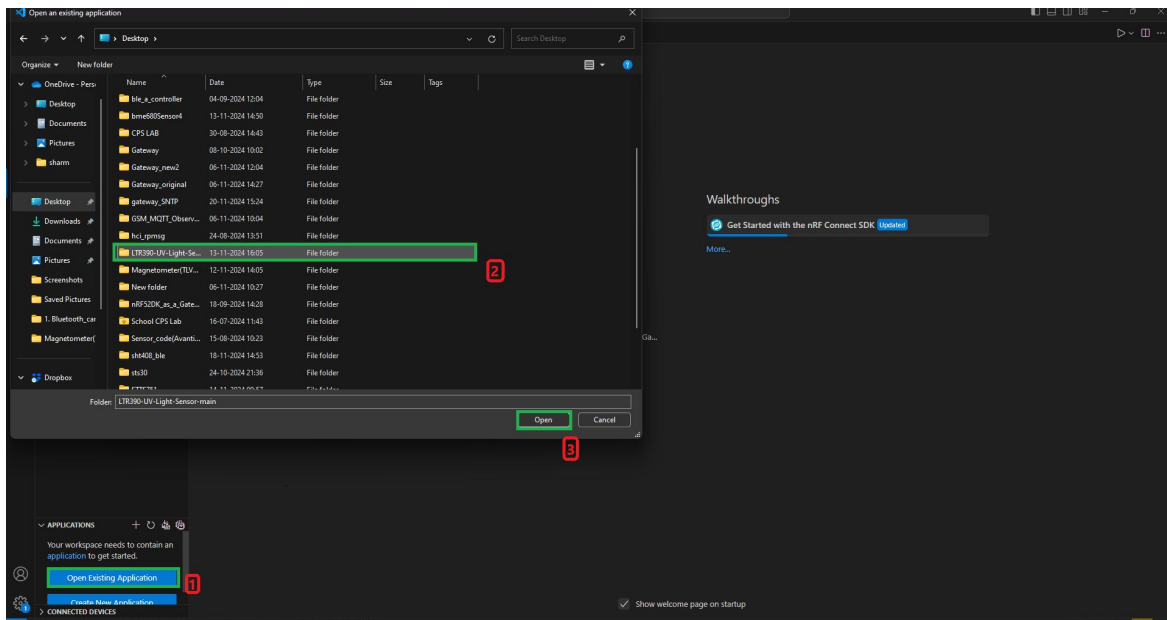 Open an existing application
Desktop
Search Desktop
Organize New folder
Name Date Type Size Tags
OneDrive - Pers
Desktop
Documents
Pictures
sharm
Desktop
Downloads
Documents
Pictures
Screenshots
Saved Pictures
1. Bluetooth_car
Magnetometer(
Dropbox
ble_a_controller 04-09-2024 12:04 File folder
bme680Sensor4 13-11-2024 14:50 File folder
CPS LAB 30-08-2024 14:43 File folder
Gateway 08-10-2024 10:02 File folder
Gateway_new2 06-11-2024 12:04 File folder
Gateway_original 06-11-2024 14:27 File folder
gateway_SNTP 20-11-2024 15:24 File folder
GSM_MQTT_Observ... 06-11-2024 10:04 File folder
hci_rpmsg 24-08-2024 13:51 File folder
LTR390-UV-Light-Se... 13-11-2024 16:05 File folder
2
Magnetometer(TLV... 12-11-2024 14:05 File folder
New folder 06-11-2024 10:27 File folder
nRF52DK_as_a_Gate... 18-09-2024 14:28 File folder
School CPS Lab 16-07-2024 11:43 File folder
Sensor_code(Avanti... 15-08-2024 10:23 File folder
sht408_ble 18-11-2024 14:53 File folder
sts30 24-10-2024 21:36 File folder
Folder: LTR390-UV-Light-Sensor-main
Open Cancel
3
Walkthroughs
Get Started with the nRF Connect SDK Updated
More...
Ga...
APPLICATIONS
Your workspace needs to contain an
application to get started.
Open Existing Application
1
Create New Application
CONNECTED DEVICES
1
Show welcome page on startup